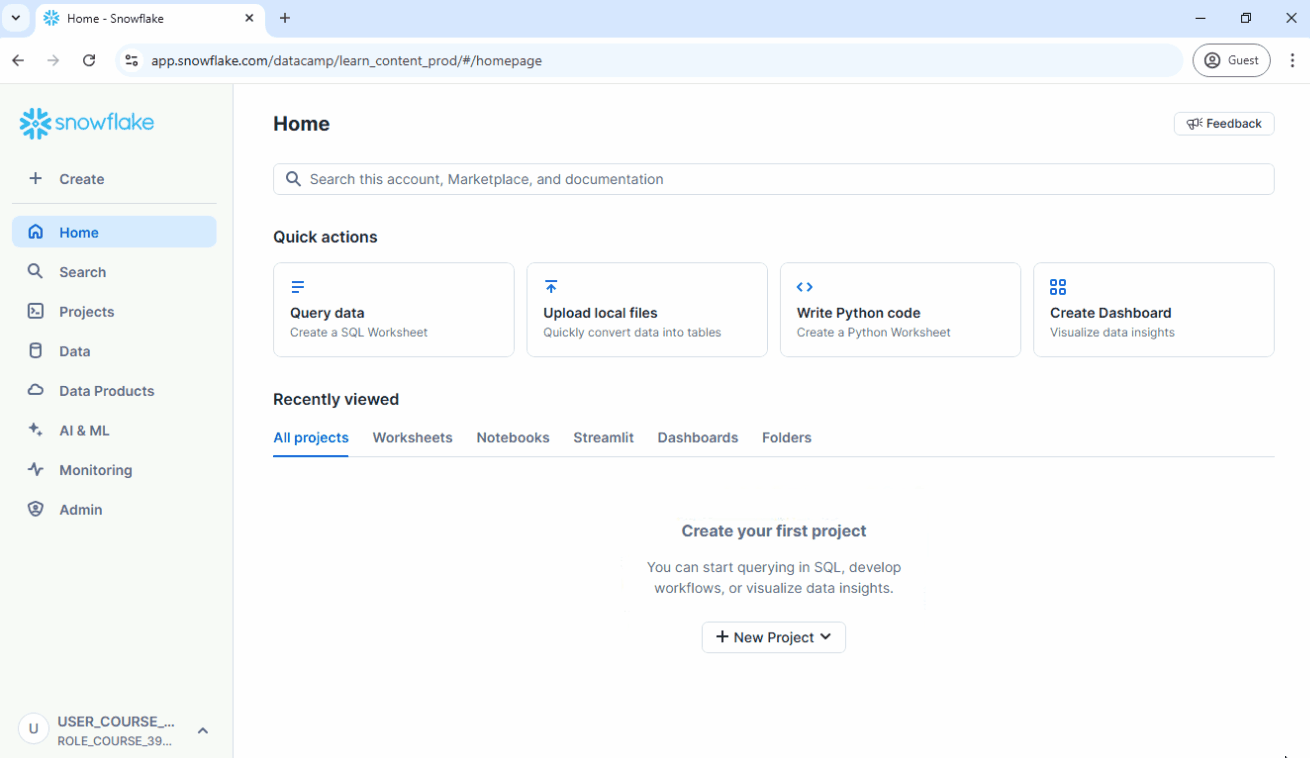 Home - Snowflake
app.snowflake.com/datacamp/learn_content_prod/#/homepage
Guest
snowflake
Create
Home
Search
Projects
Data
Data Products
AI & ML
Monitoring
Admin
U
USER_COURSE_...
ROLE_COURSE_39...
Home
Feedback
Search this account, Marketplace, and documentation
Quick actions
Query data
Create a SQL Worksheet
Upload local files
Quickly convert data into tables
Write Python code
Create a Python Worksheet
Create Dashboard
Visualize data insights
Recently viewed
All projects Worksheets Notebooks Streamlit Dashboards Folders
Create your first project
You can start querying in SQL, develop
workflows, or visualize data insights.
+ New Project